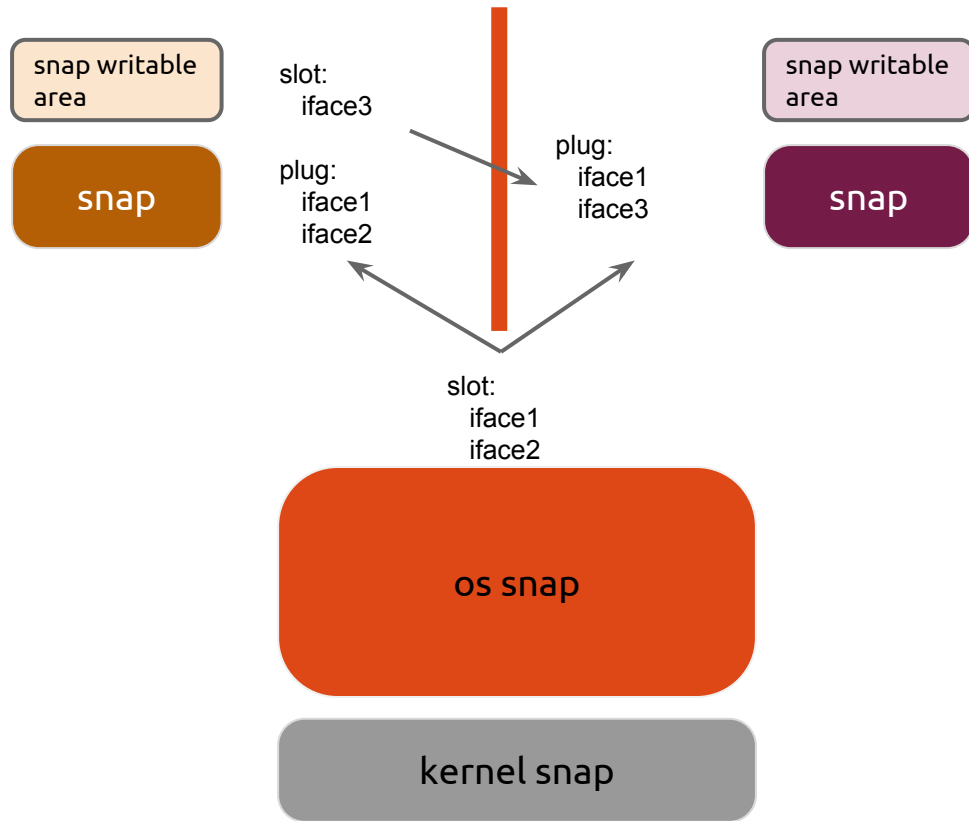 snap writable
area
snap
slot:
iface3
plug:
iface1
iface2
plug:
iface1
iface3
snap writable
area
snap
slot:
iface1
iface2
os snap
kernel snap